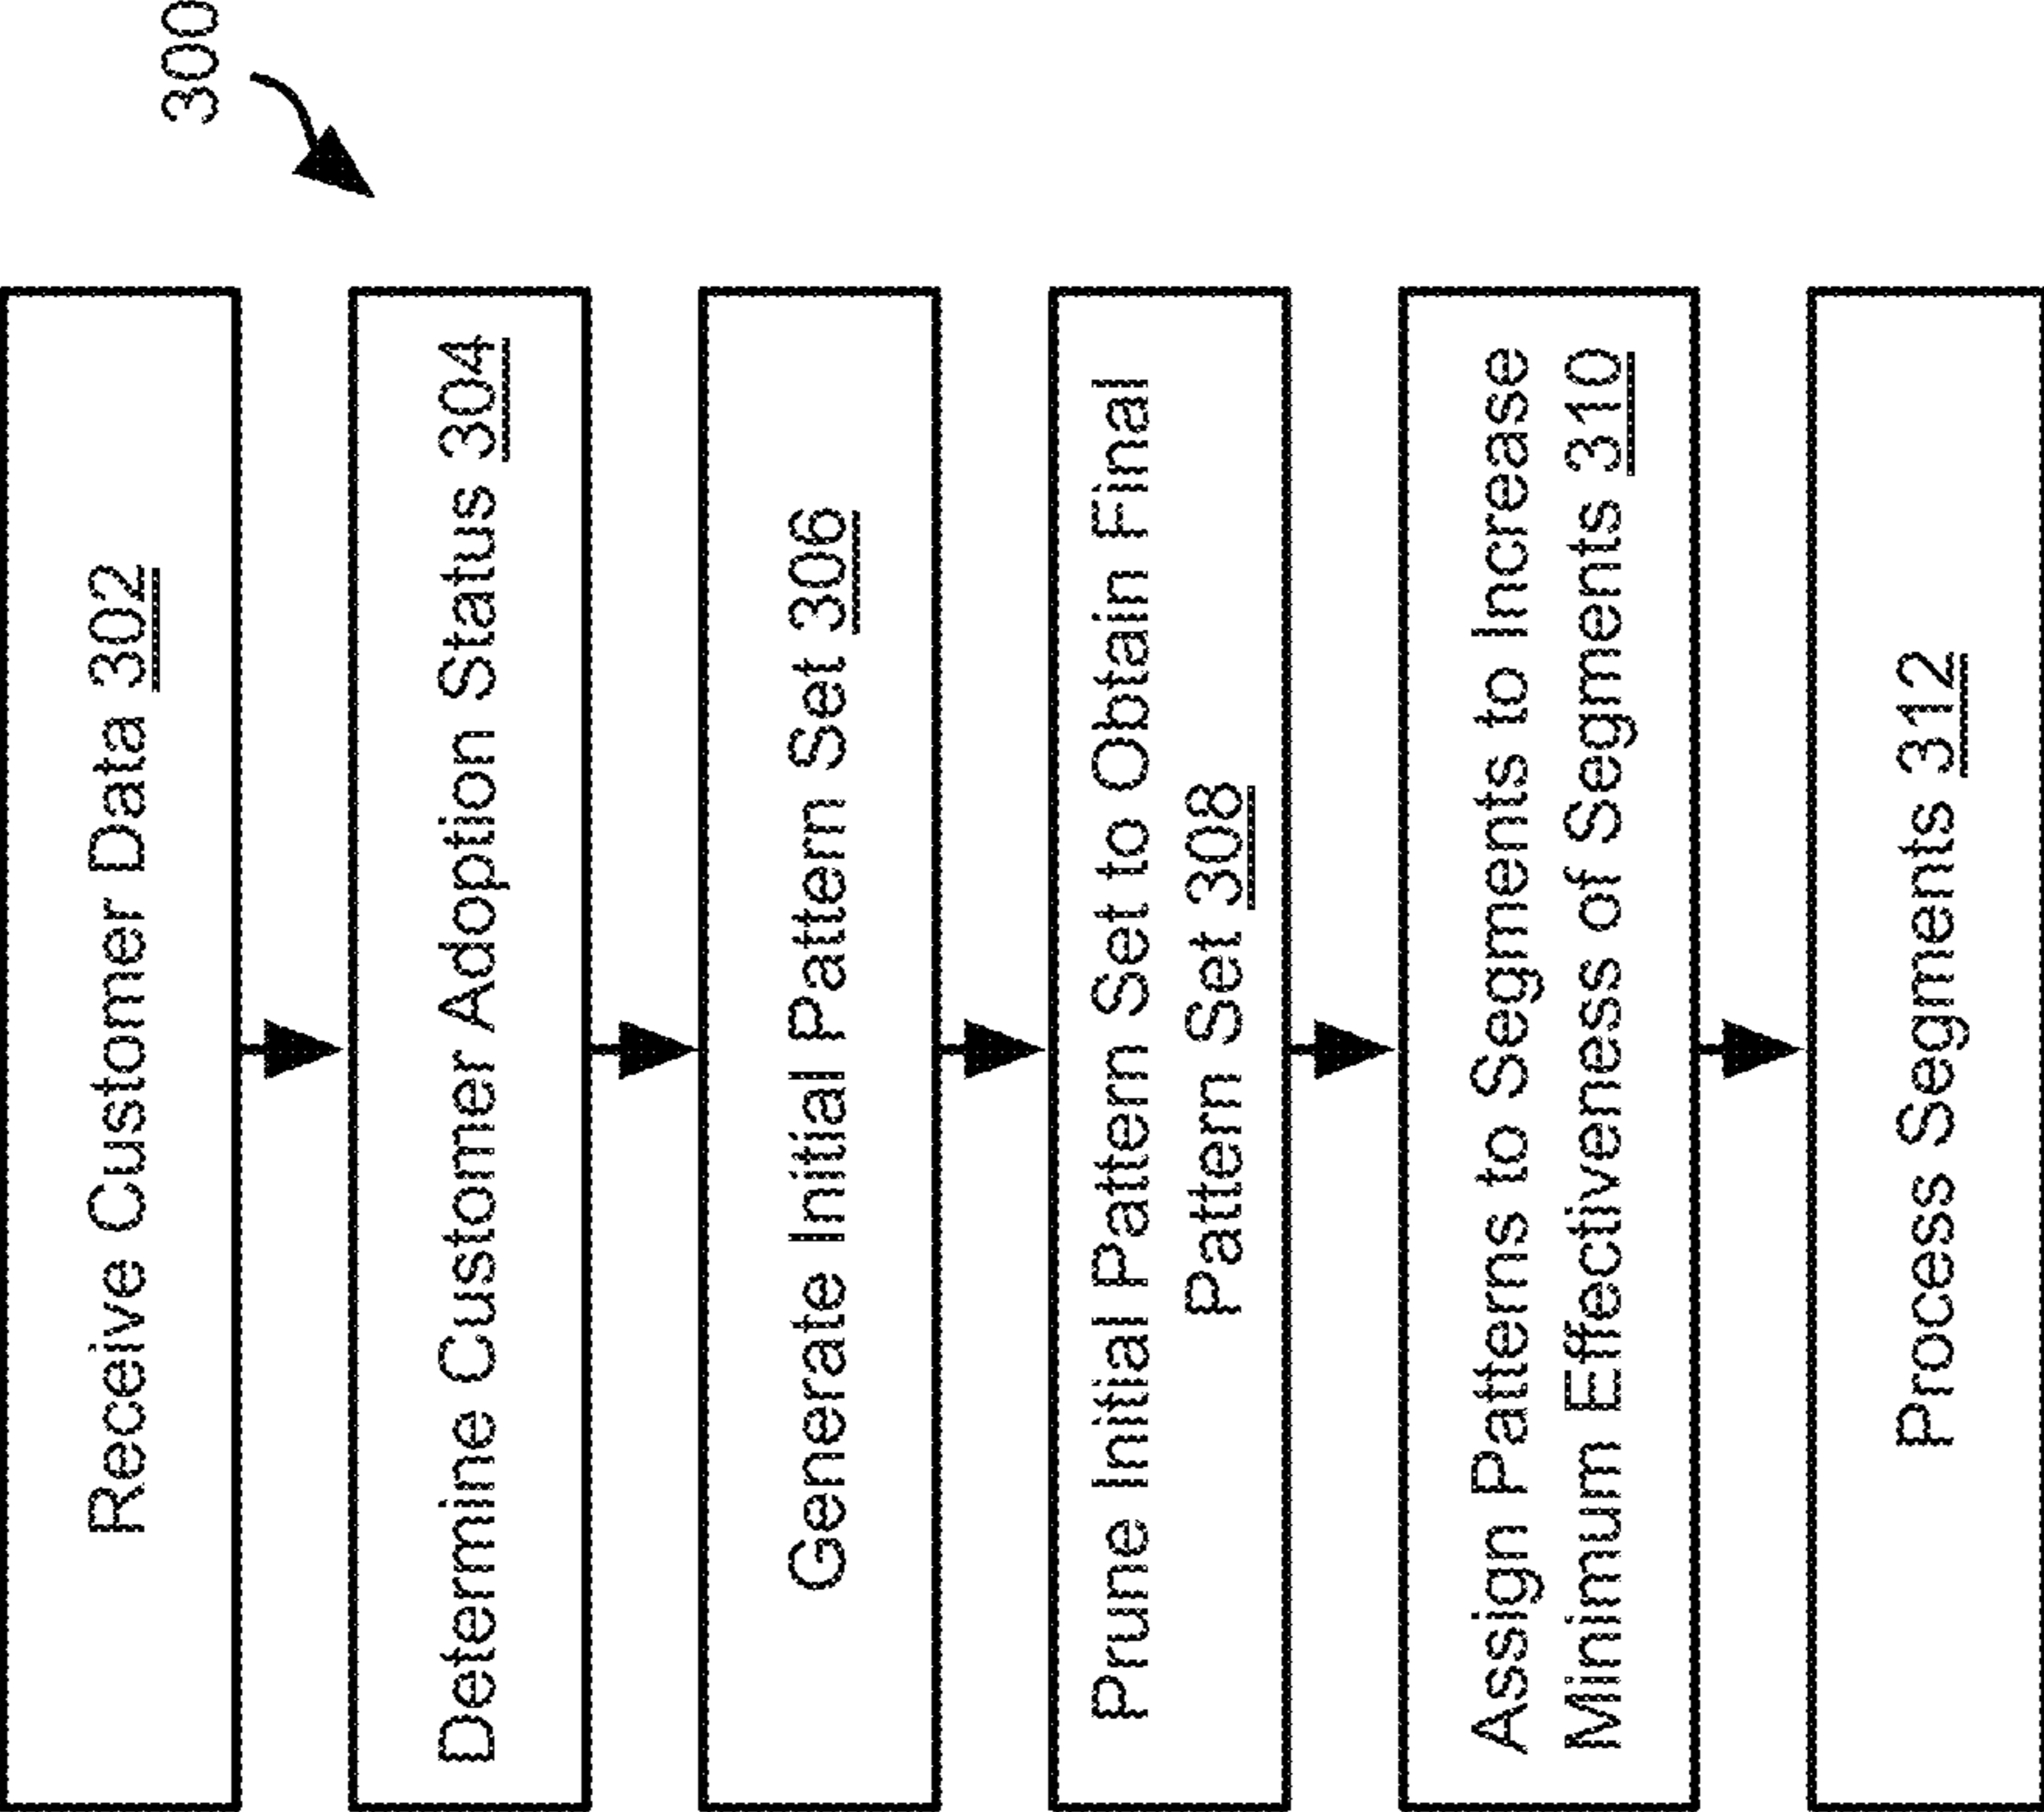 300
Receive Customer Data 302
Determine Customer Adoption Status 304
Generate Initial Pattern Set 306
Prune Initial Pattern Set to Obtain Final
Pattern Set 308
Assign Patterns to Segments to Increase
Minimum Effectiveness of Segments 310
Process Segments 312